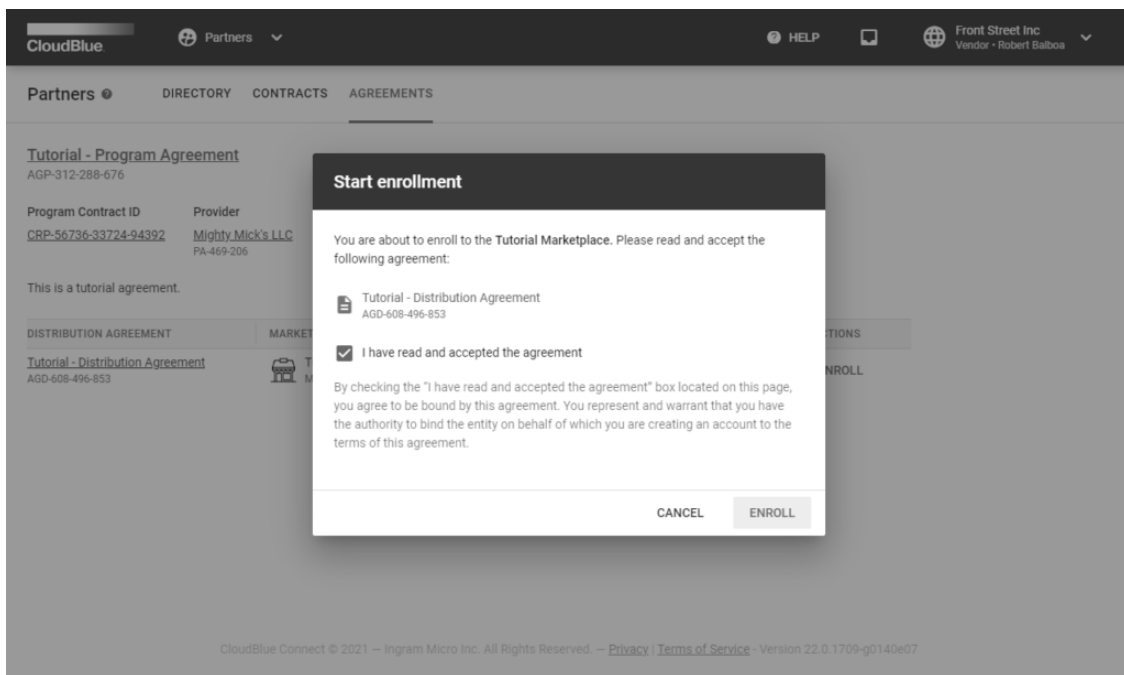 CloudBlue.
Partners
HELP
Front Street Inc
Vendor • Robert Balboa
Partners
DIRECTORY CONTRACTS AGREEMENTS
Tutorial - Program Agreement
AGP-312-288-676
Program Contract ID Provider
CRP-56736-33724-94392 Mighty Mick's LLC
PA-469-206
This is a tutorial agreement.
DISTRIBUTION AGREEMENT
Tutorial - Distribution Agreement
AGD-608-496-853
Start enrollment
You are about to enroll to the Tutorial Marketplace. Please read and accept the
following agreement:
Tutorial - Distribution Agreement
AGD-608-496-853
I have read and accepted the agreement
By checking the "I have read and accepted the agreement" box located on this page,
you agree to be bound by this agreement. You represent and warrant that you have
the authority to bind the entity on behalf of which you are creating an account to the
terms of this agreement.
CANCEL ENROLL
CloudBlue Connect © 2021 — Ingram Micro Inc. All Rights Reserved. — Privacy | Terms of Service - Version 22.0.1709-g0140e07